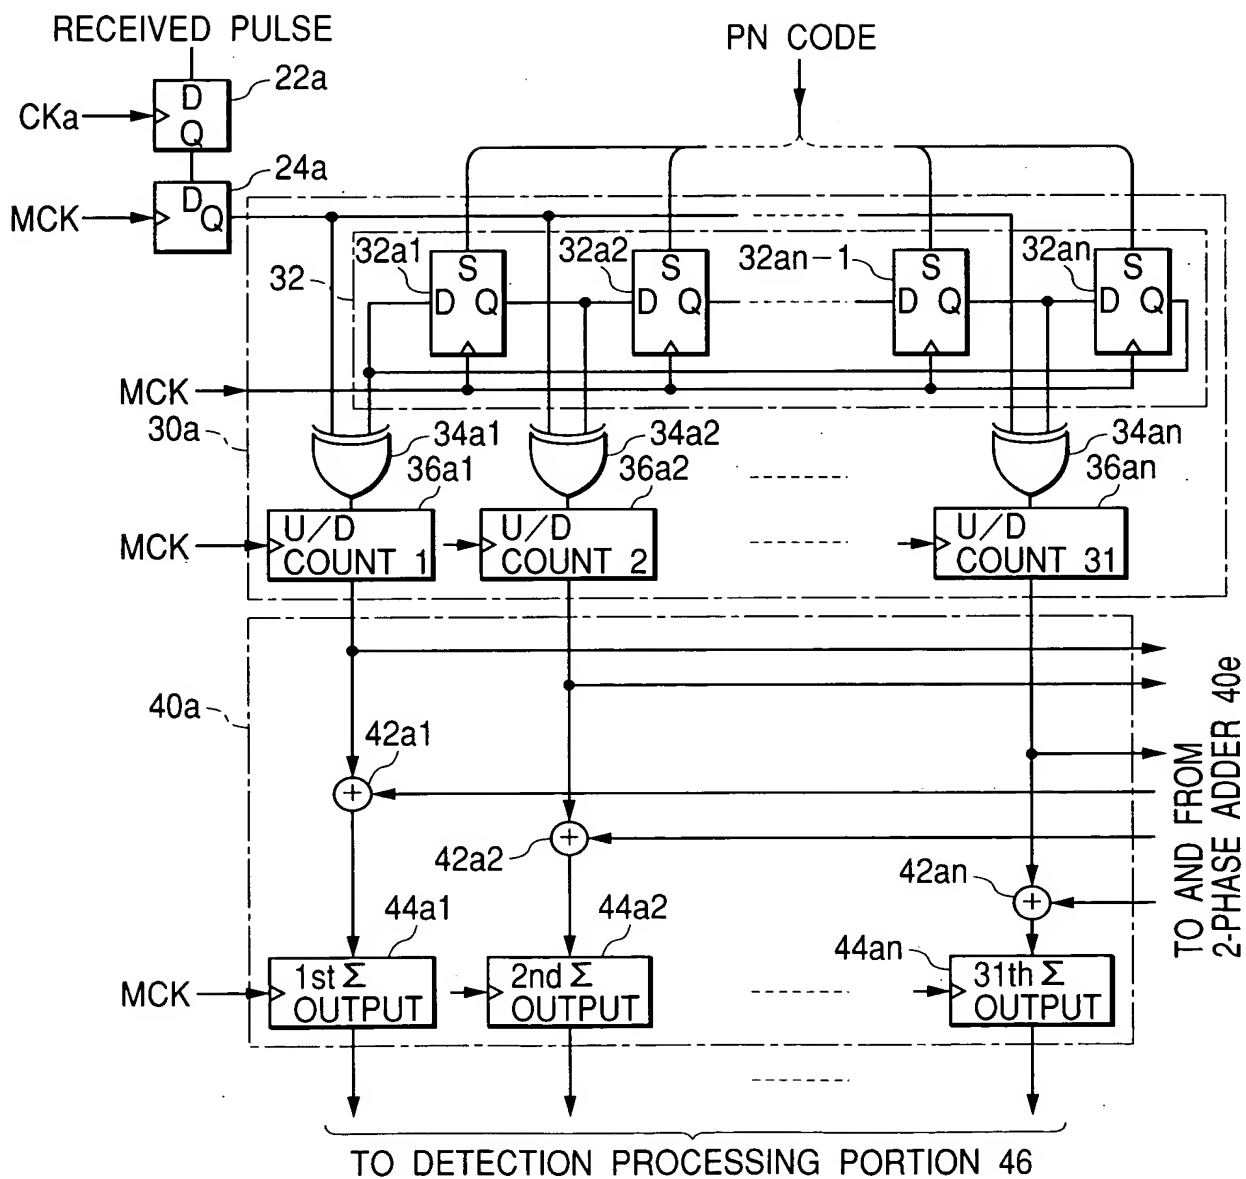 RECEIVED PULSE
PN CODE
22a
D
CKa
Q
24a
D
MCK
Q
32a1
32a2
32an-1
32an
32
S
S
S
S
D Q
D Q
D Q
D Q
MCK
30a
34a1
34a2
34an
36a1
36a2
36an
MCK
U/D
COUNT 1
U/D
COUNT 2
U/D
COUNT 31
40a
42a1
+
42a2
+
42an
+
TO AND FROM
2-PHASE ADDER 40e
44a1
44a2
44an
MCK
1st Σ
OUTPUT
2nd Σ
OUTPUT
31th Σ
OUTPUT
TO DETECTION PROCESSING PORTION 46